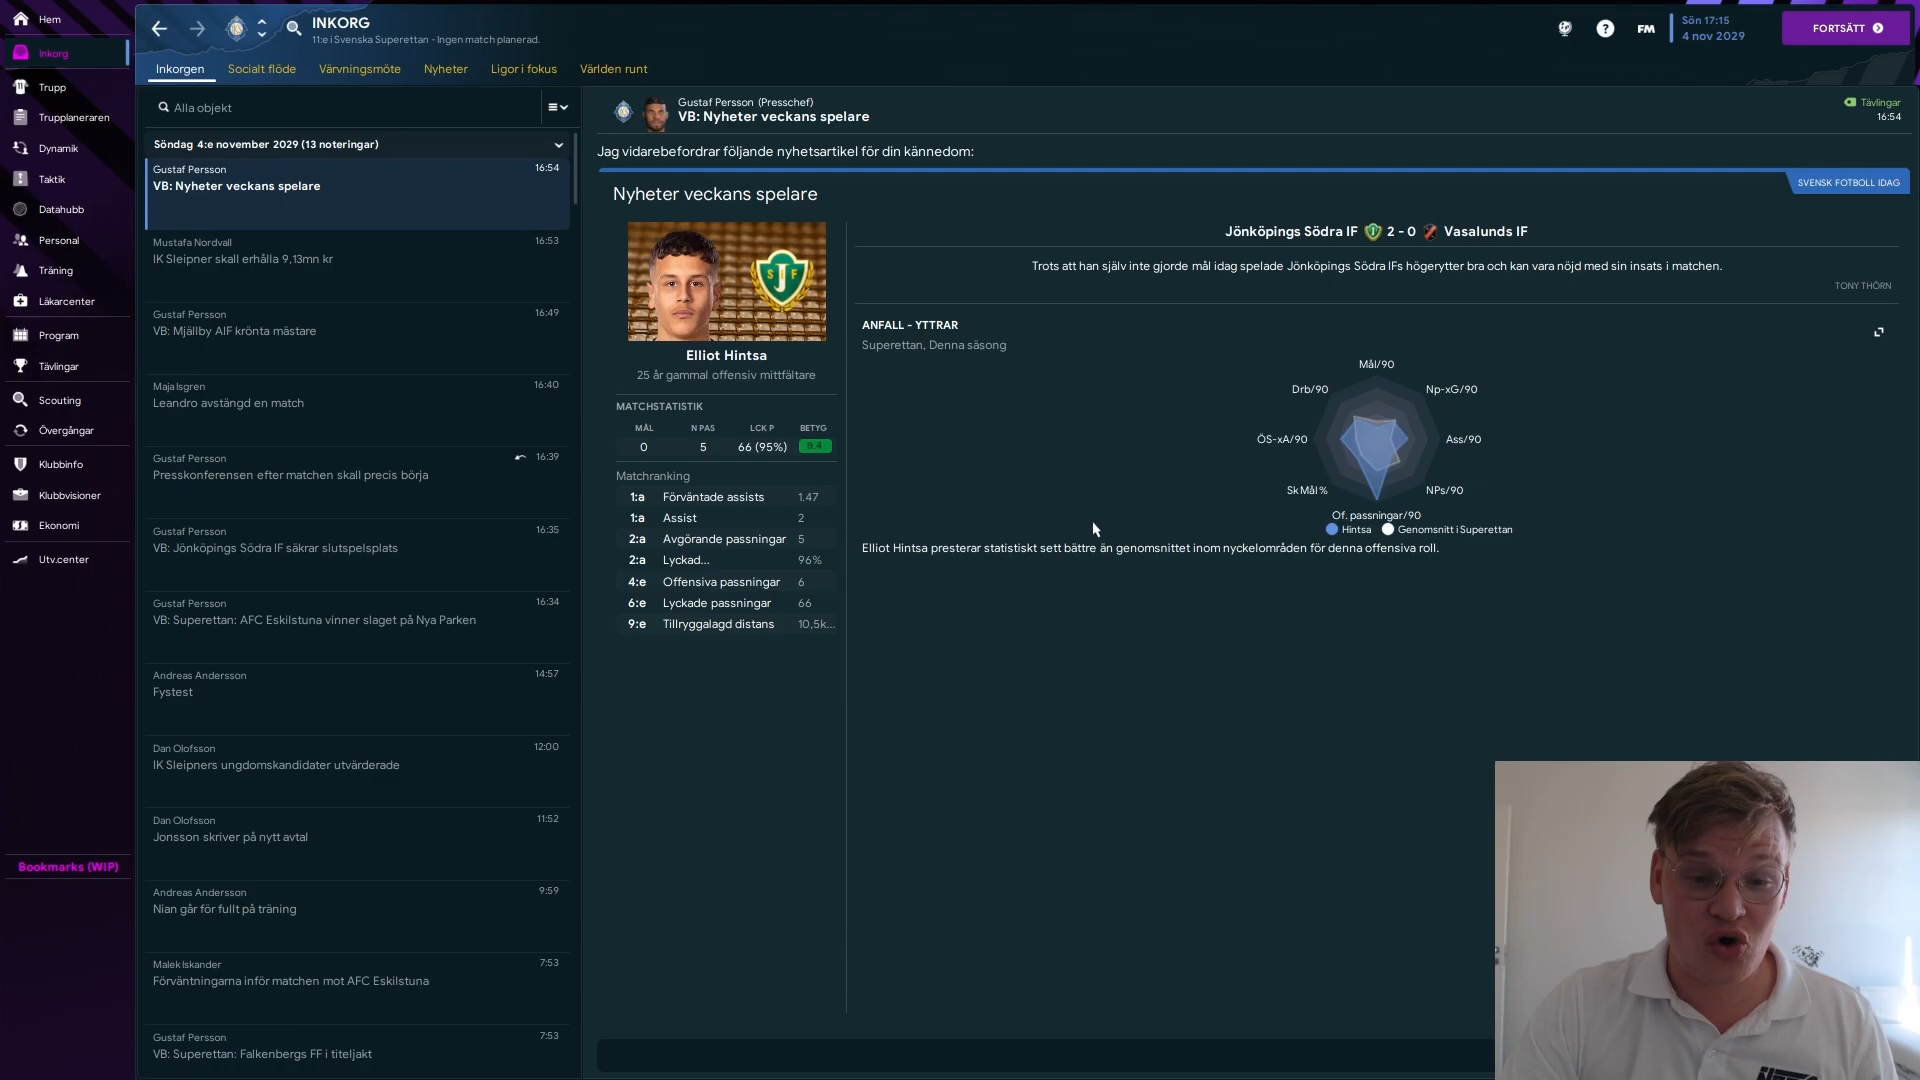 Hem
Inkorg
Trupp
Trupplaneraren
Dynamik
Taktik
Datahubb
Personal
Träning
Läkarcenter
Program
Tävlingar
Scouting
Övergångar
Klubbinfo
Klubbvisioner
Ekonomi
Utv.center
Bookmarks (WIP)
INKORG
11:e i Svenska Superettan - Ingen match planerad.
FM
Sön 17:15
4 nov 2029
FORTSÄTT
Inkorgen Socialt flöde Värvningsmöte Nyheter Ligor i fokus Världen runt
Alla objekt
Söndag 4:e november 2029 (13 noteringar)
Gustaf Persson 16:54
VB: Nyheter veckans spelare
Mustafa Nordvall 16:53
IK Sleipner skall erhålla 9,13mn kr
Gustaf Persson 16:49
VB: Mjällby AIF krönta mästare
Maja Isgren 16:40
Leandro avstängd en match
Gustaf Persson 16:39
Presskonferensen efter matchen skall precis börja
Gustaf Persson 16:35
VB: Jönköpings Södra IF säkrar slutspelsplats
Gustaf Persson 16:34
VB: Superettan: AFC Eskilstuna vinner slaget på Nya Parken
Andreas Andersson 14:57
Fystest
Dan Olofsson 12:00
IK Sleipners ungdomskandidater utvärderade
Dan Olofsson 11:52
Jonsson skriver på nytt avtal
Andreas Andersson 9:59
Nian går för fullt på träning
Malek Iskander 7:53
Förväntningarna inför matchen mot AFC Eskilstuna
Gustaf Persson 7:53
VB: Superettan: Falkenbergs FF i titeljakt
Gustaf Persson (Presschef)
VB: Nyheter veckans spelare
Tävlingar
16:54
Jag vidarebefordrar följande nyhetsartikel för din kännedom:
Nyheter veckans spelare
SVENSK FOTBOLL IDAG
S J F
Elliot Hintsa
25 år gammal offensiv mittfältare
MATCHSTATISTIK
MÅL N PAS LCK P BETYG
0 5 66 (95%) 9.4
Matchranking
1:a Förväntade assists 1.47
1:a Assist 2
2:a Avgörande passningar 5
2:a Lyckad... 96%
4:e Offensiva passningar 6
6:e Lyckade passningar 66
9:e Tillryggalagd distans 10,5k...
Jönköpings Södra IF 2 - 0 Vasalunds IF
Trots att han själv inte gjorde mål idag spelade Jönköpings Södra IFs högerytter bra och kan vara nöjd med sin insats i matchen.
TONY THÖRN
ANFALL - YTTRAR
Superettan, Denna säsong
Mål/90
Drb/90 Np-xG/90
ÖS-xA/90 Ass/90
Sk Mål % NPs/90
Of. passningar/90
Hintsa Genomsnitt i Superettan
Elliot Hintsa presterar statistiskt sett bättre än genomsnittet inom nyckelområden för denna offensiva roll.